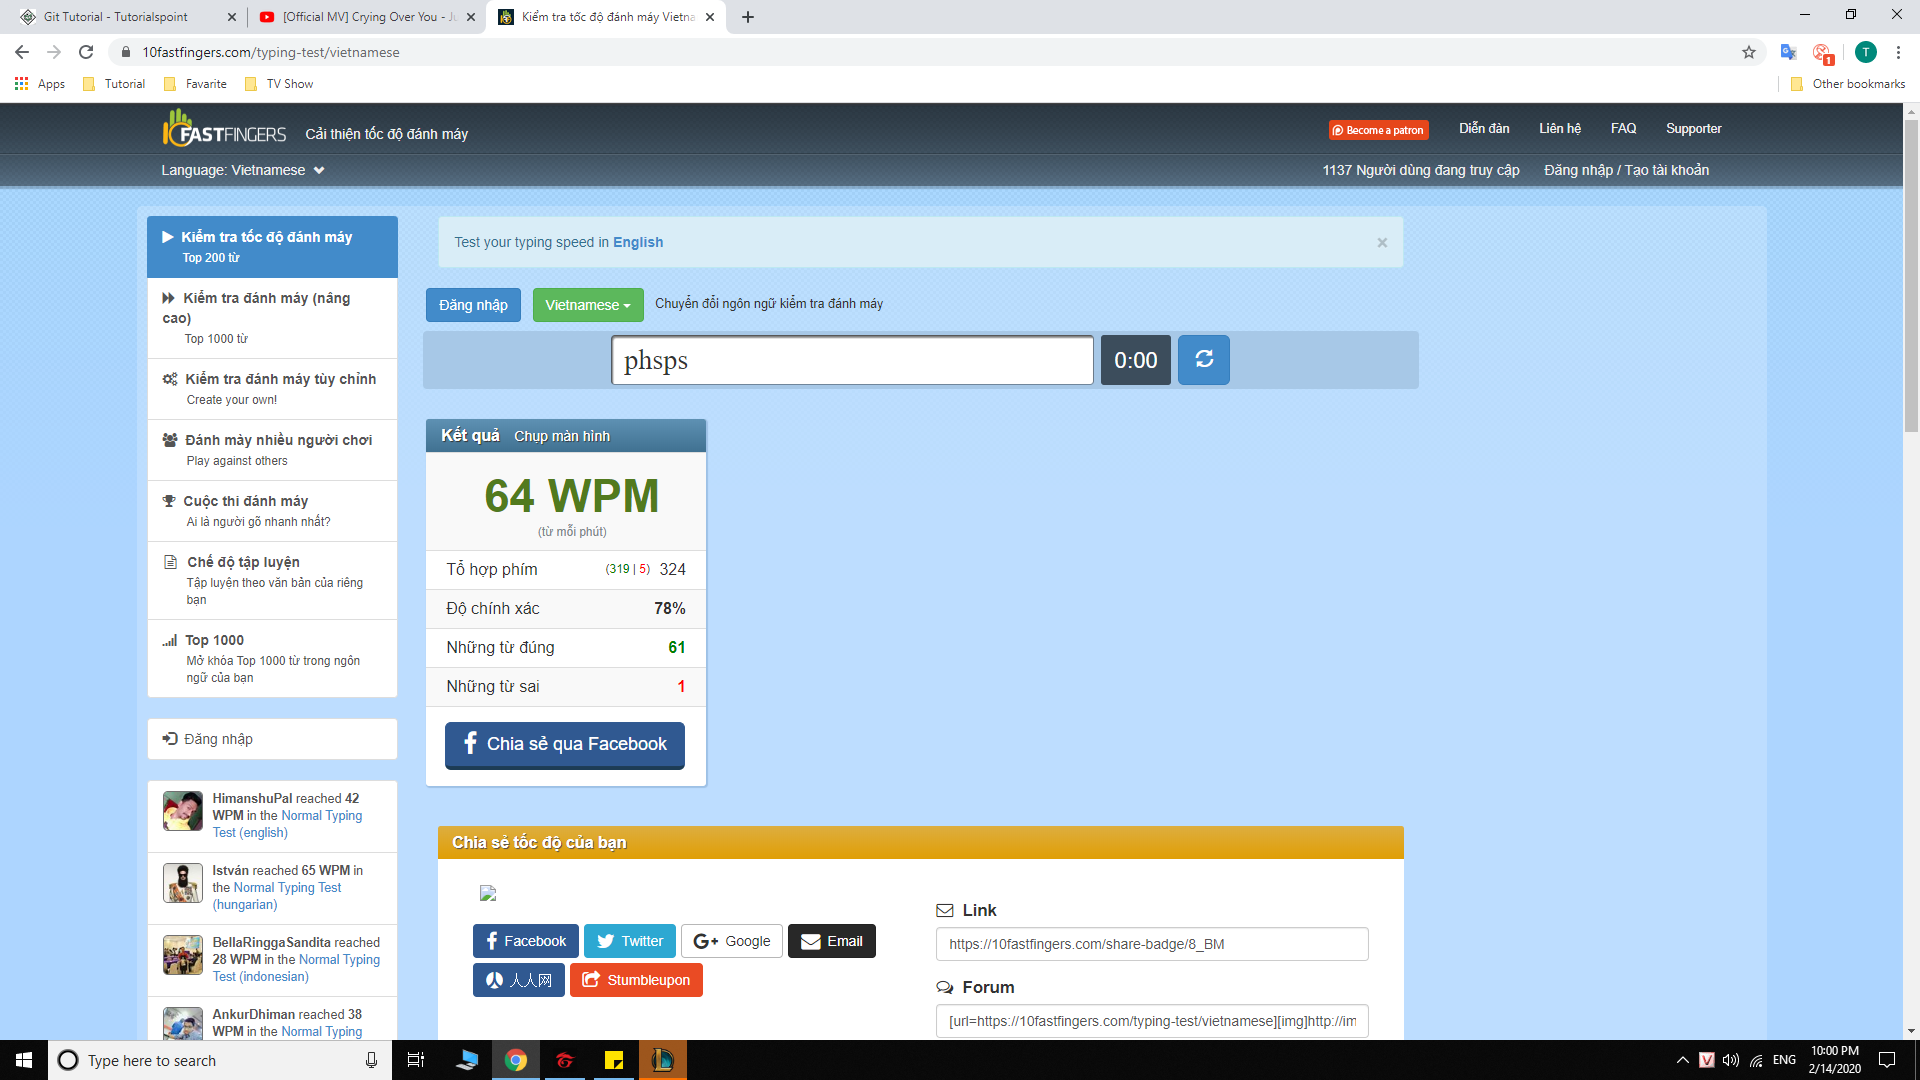 Git Tutorial - Tutorialspoint
[Official MV] Crying Over You - Ju
Kiểm tra tốc độ đánh máy Vietna
10fastfingers.com/typing-test/vietnamese
1
T
Apps
Tutorial
Favarite
TV Show
Other bookmarks
10FASTFINGERS
Cải thiện tốc độ đánh máy
Become a patron
Diễn đàn
Liên hệ
FAQ
Supporter
Language: Vietnamese
1137 Người dùng đang truy cập
Đăng nhập / Tạo tài khoản
Kiểm tra tốc độ đánh máy
Top 200 từ
Kiểm tra đánh máy (nâng
cao)
Top 1000 từ
Kiểm tra đánh máy tùy chỉnh
Create your own!
Đánh mày nhiều người chơi
Play against others
Cuộc thi đánh máy
Ai là người gõ nhanh nhất?
Chế độ tập luyện
Tập luyện theo văn bản của riêng
bạn
Top 1000
Mở khóa Top 1000 từ trong ngôn
ngữ của bạn
Đăng nhập
HimanshuPal reached 42
WPM in the Normal Typing
Test (english)
István reached 65 WPM in
the Normal Typing Test
(hungarian)
BellaRinggaSandita reached
28 WPM in the Normal Typing
Test (indonesian)
AnkurDhiman reached 38
WPM in the Normal Typing
Test your typing speed in English
×
Đăng nhập
Vietnamese
Chuyển đổi ngôn ngữ kiểm tra đánh máy
phsps
0:00
Kết quả
Chụp màn hình
64 WPM
(từ mỗi phút)
Tổ hợp phím
(319 | 5) 324
Độ chính xác
78%
Những từ đúng
61
Những từ sai
1
Chia sẻ qua Facebook
Chia sẻ tốc độ của bạn
Facebook
Twitter
G+ Google
Email
人人网
Stumbleupon
Link
https://10fastfingers.com/share-badge/8_BM
Forum
[url=https://10fastfingers.com/typing-test/vietnamese][img]http://im
Type here to search
V
ENG
10:00 PM
2/14/2020